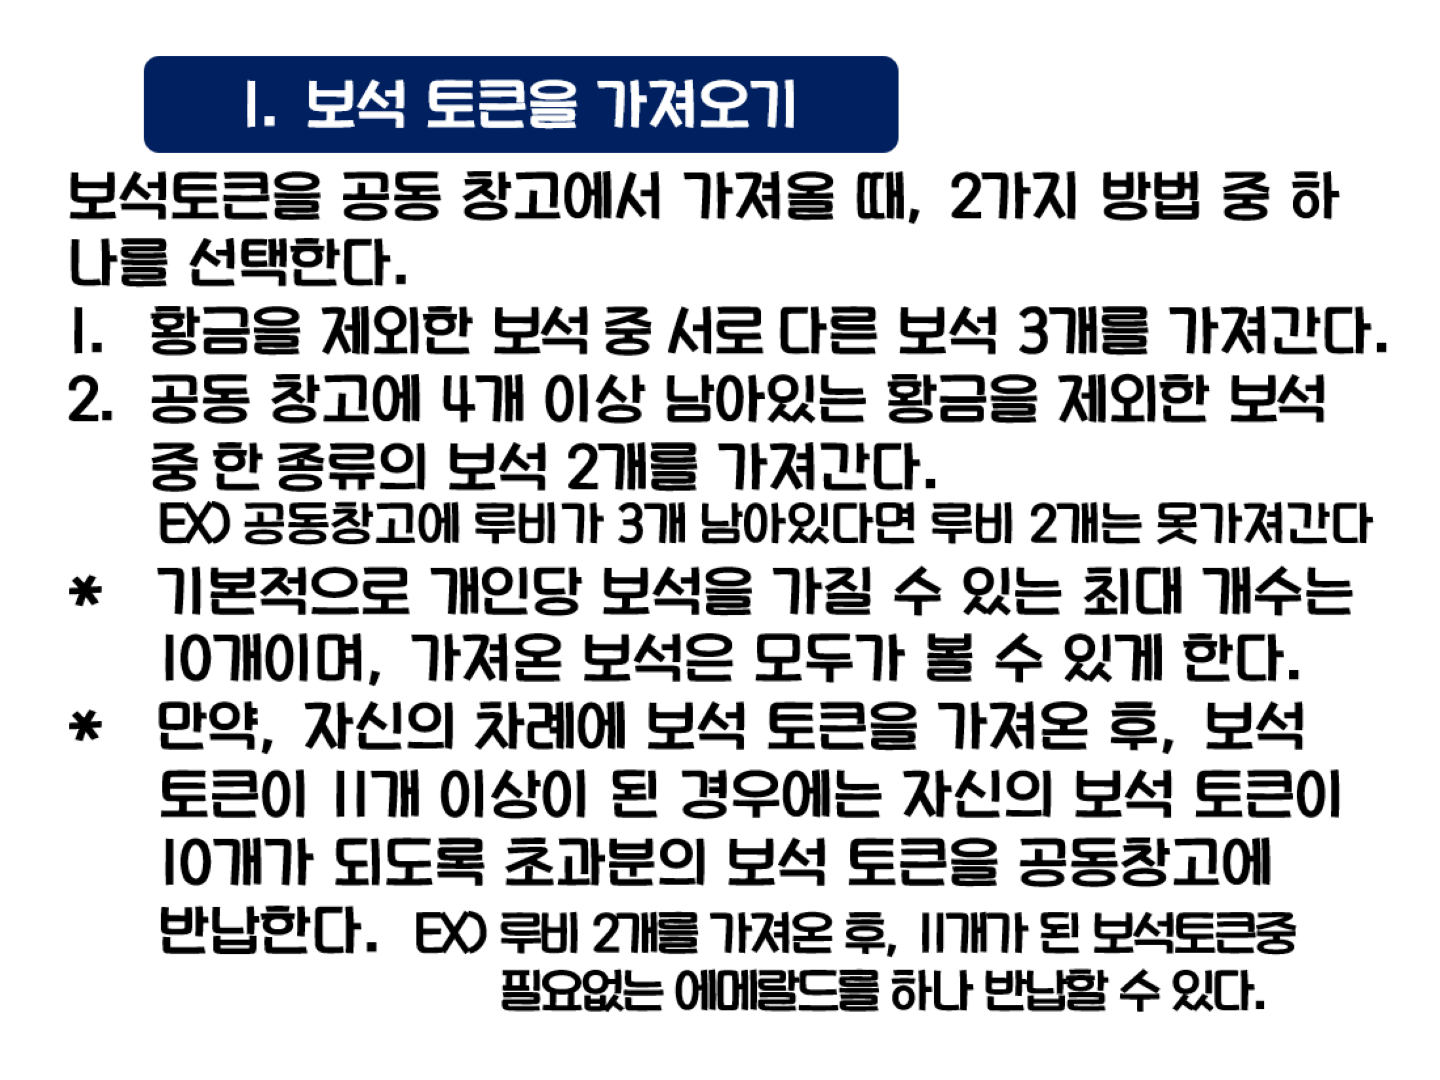 1. 보석 토큰을 가져오기
보석토큰을 공동 창고에서 가져올 때, 2가지 방법 중 하
나를 선택한다.
1. 황금을 제외한 보석 중 서로 다른 보석 3개를 가져간다.
2. 공동 창고에 4개 이상 남아있는 황금을 제외한 보석
중 한 종류의 보석 2개를 가져간다.
EX) 공동창고에 루비가 3개 남아있다면 루비 2개는 못가져간다
* 기본적으로 개인당 보석을 가질 수 있는 최대 개수는
10개이며, 가져온 보석은 모두가 볼 수 있게 한다.
* 만약, 자신의 차례에 보석 토큰을 가져온 후, 보석
토큰이 11개 이상이 된 경우에는 자신의 보석 토큰이
10개가 되도록 초과분의 보석 토큰을 공동창고에
반납한다. EX) 루비 2개를 가져온 후, 11개가 된 보석토큰중
필요없는 에메랄드를 하나 반납할 수 있다.